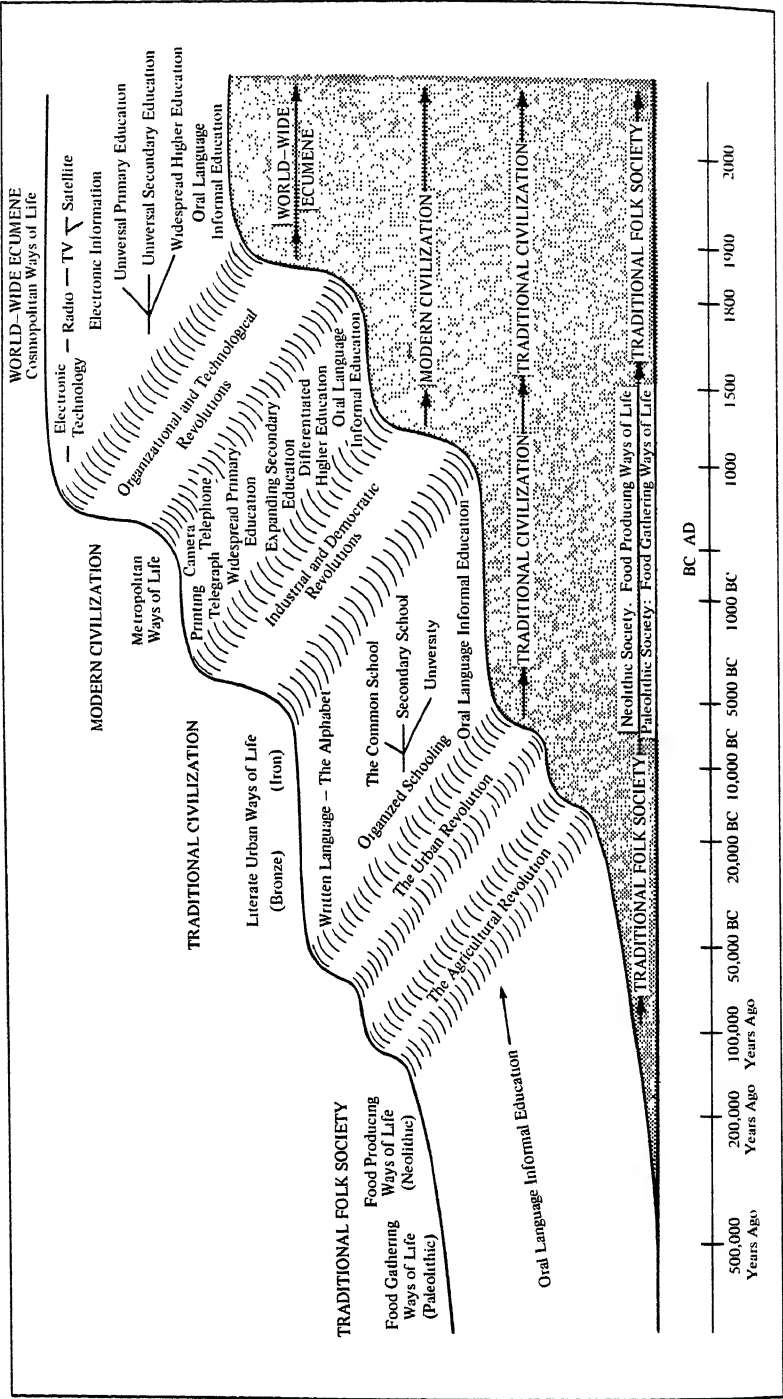 WORLD–WIDE ECUMENE
Cosmopolitan Ways of Life
Electronic Technology — Radio — TV — Satellite
Electronic Information
Universal Primary Education
Universal Secondary Education
Widespread Higher Education
Oral Language
Informal Education
Organizational and Technological
Revolutions
MODERN CIVILIZATION
Metropolitan
Ways of Life
Printing Camera
Telegraph Telephone
Widespread Primary
Education
Expanding Secondary
Education
Differentiated
Higher Education
Oral Language
Informal Education
Industrial and Democratic
Revolutions
TRADITIONAL CIVILIZATION
Literate Urban Ways of Life
(Bronze) (Iron)
Written Language – The Alphabet
The Common School
Secondary School
University
Organized Schooling
Oral Language Informal Education
The Urban Revolution
The Agricultural Revolution
TRADITIONAL FOLK SOCIETY
Food Gathering
Ways of Life
(Paleolithic)
Food Producing
Ways of Life
(Neolithic)
Oral Language Informal Education
WORLD–WIDE
ECUMENE
MODERN CIVILIZATION
TRADITIONAL CIVILIZATION
TRADITIONAL CIVILIZATION
TRADITIONAL FOLK SOCIETY
Neolithic Society. Food Producing Ways of Life
Paleolithic Society: Food Gathering Ways of Life
TRADITIONAL FOLK SOCIETY
500,000
Years Ago
200,000
Years Ago
100,000
Years Ago
50,000 BC
20,000 BC
10,000 BC
5000 BC
1000 BC
BC AD
1000
1500
1800
1900
2000